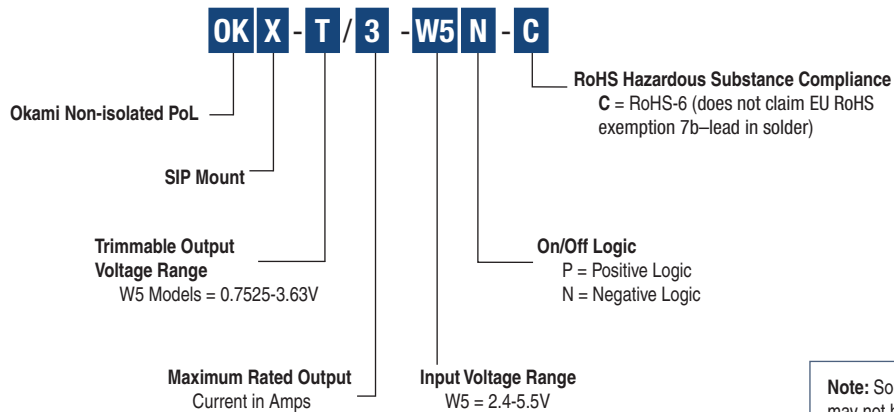 OK X - T / 3 - W5 N - C
RoHS Hazardous Substance Compliance
C = RoHS-6 (does not claim EU RoHS
exemption 7b–lead in solder)
Okami Non-isolated PoL
SIP Mount
Trimmable Output
Voltage Range
W5 Models = 0.7525-3.63V
On/Off Logic
P = Positive Logic
N = Negative Logic
Maximum Rated Output
Current in Amps
Input Voltage Range
W5 = 2.4-5.5V
Note: So
may not